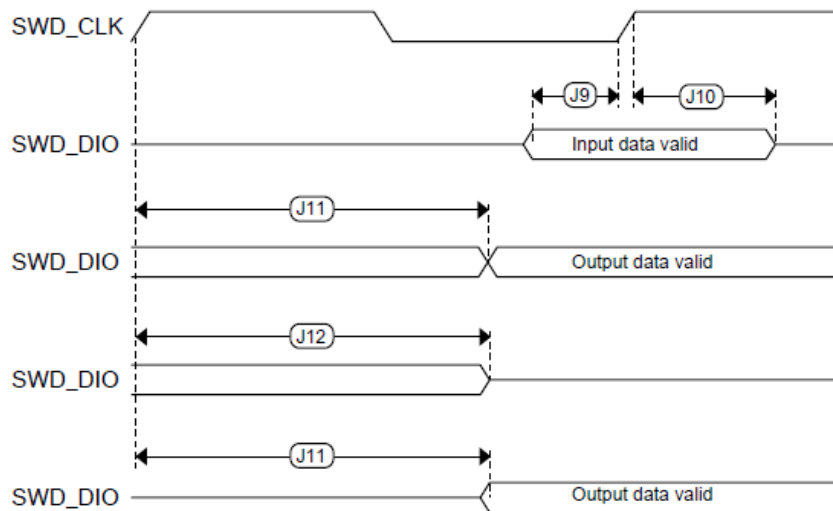 SWD_CLK
J9
J10
SWD_DIO
Input data valid
J11
SWD_DIO
Output data valid
J12
SWD_DIO
J11
SWD_DIO
Output data valid